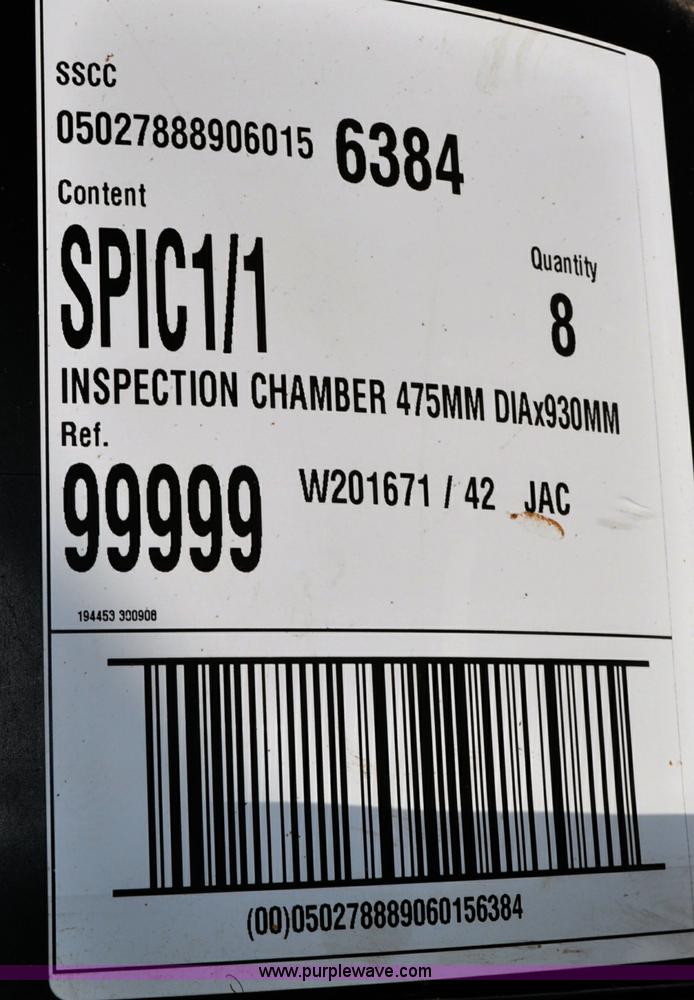 SSCC
05027888906015 6384
Content
SPIC1/1
Quantity
8
INSPECTION CHAMBER 475MM DIAx930MM
Ref.
99999 W201671 / 42 JAC
194453 300908
(00)050278889060156384
www.purplewave.com